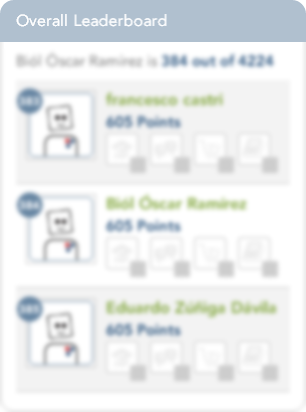 Overall Leaderboard
Biól Óscar Ramírez is 384 out of 4224
383
francesco castri
605 Points
384
Biól Óscar Ramírez
605 Points
385
Eduardo Zúñiga Dávila
605 Points